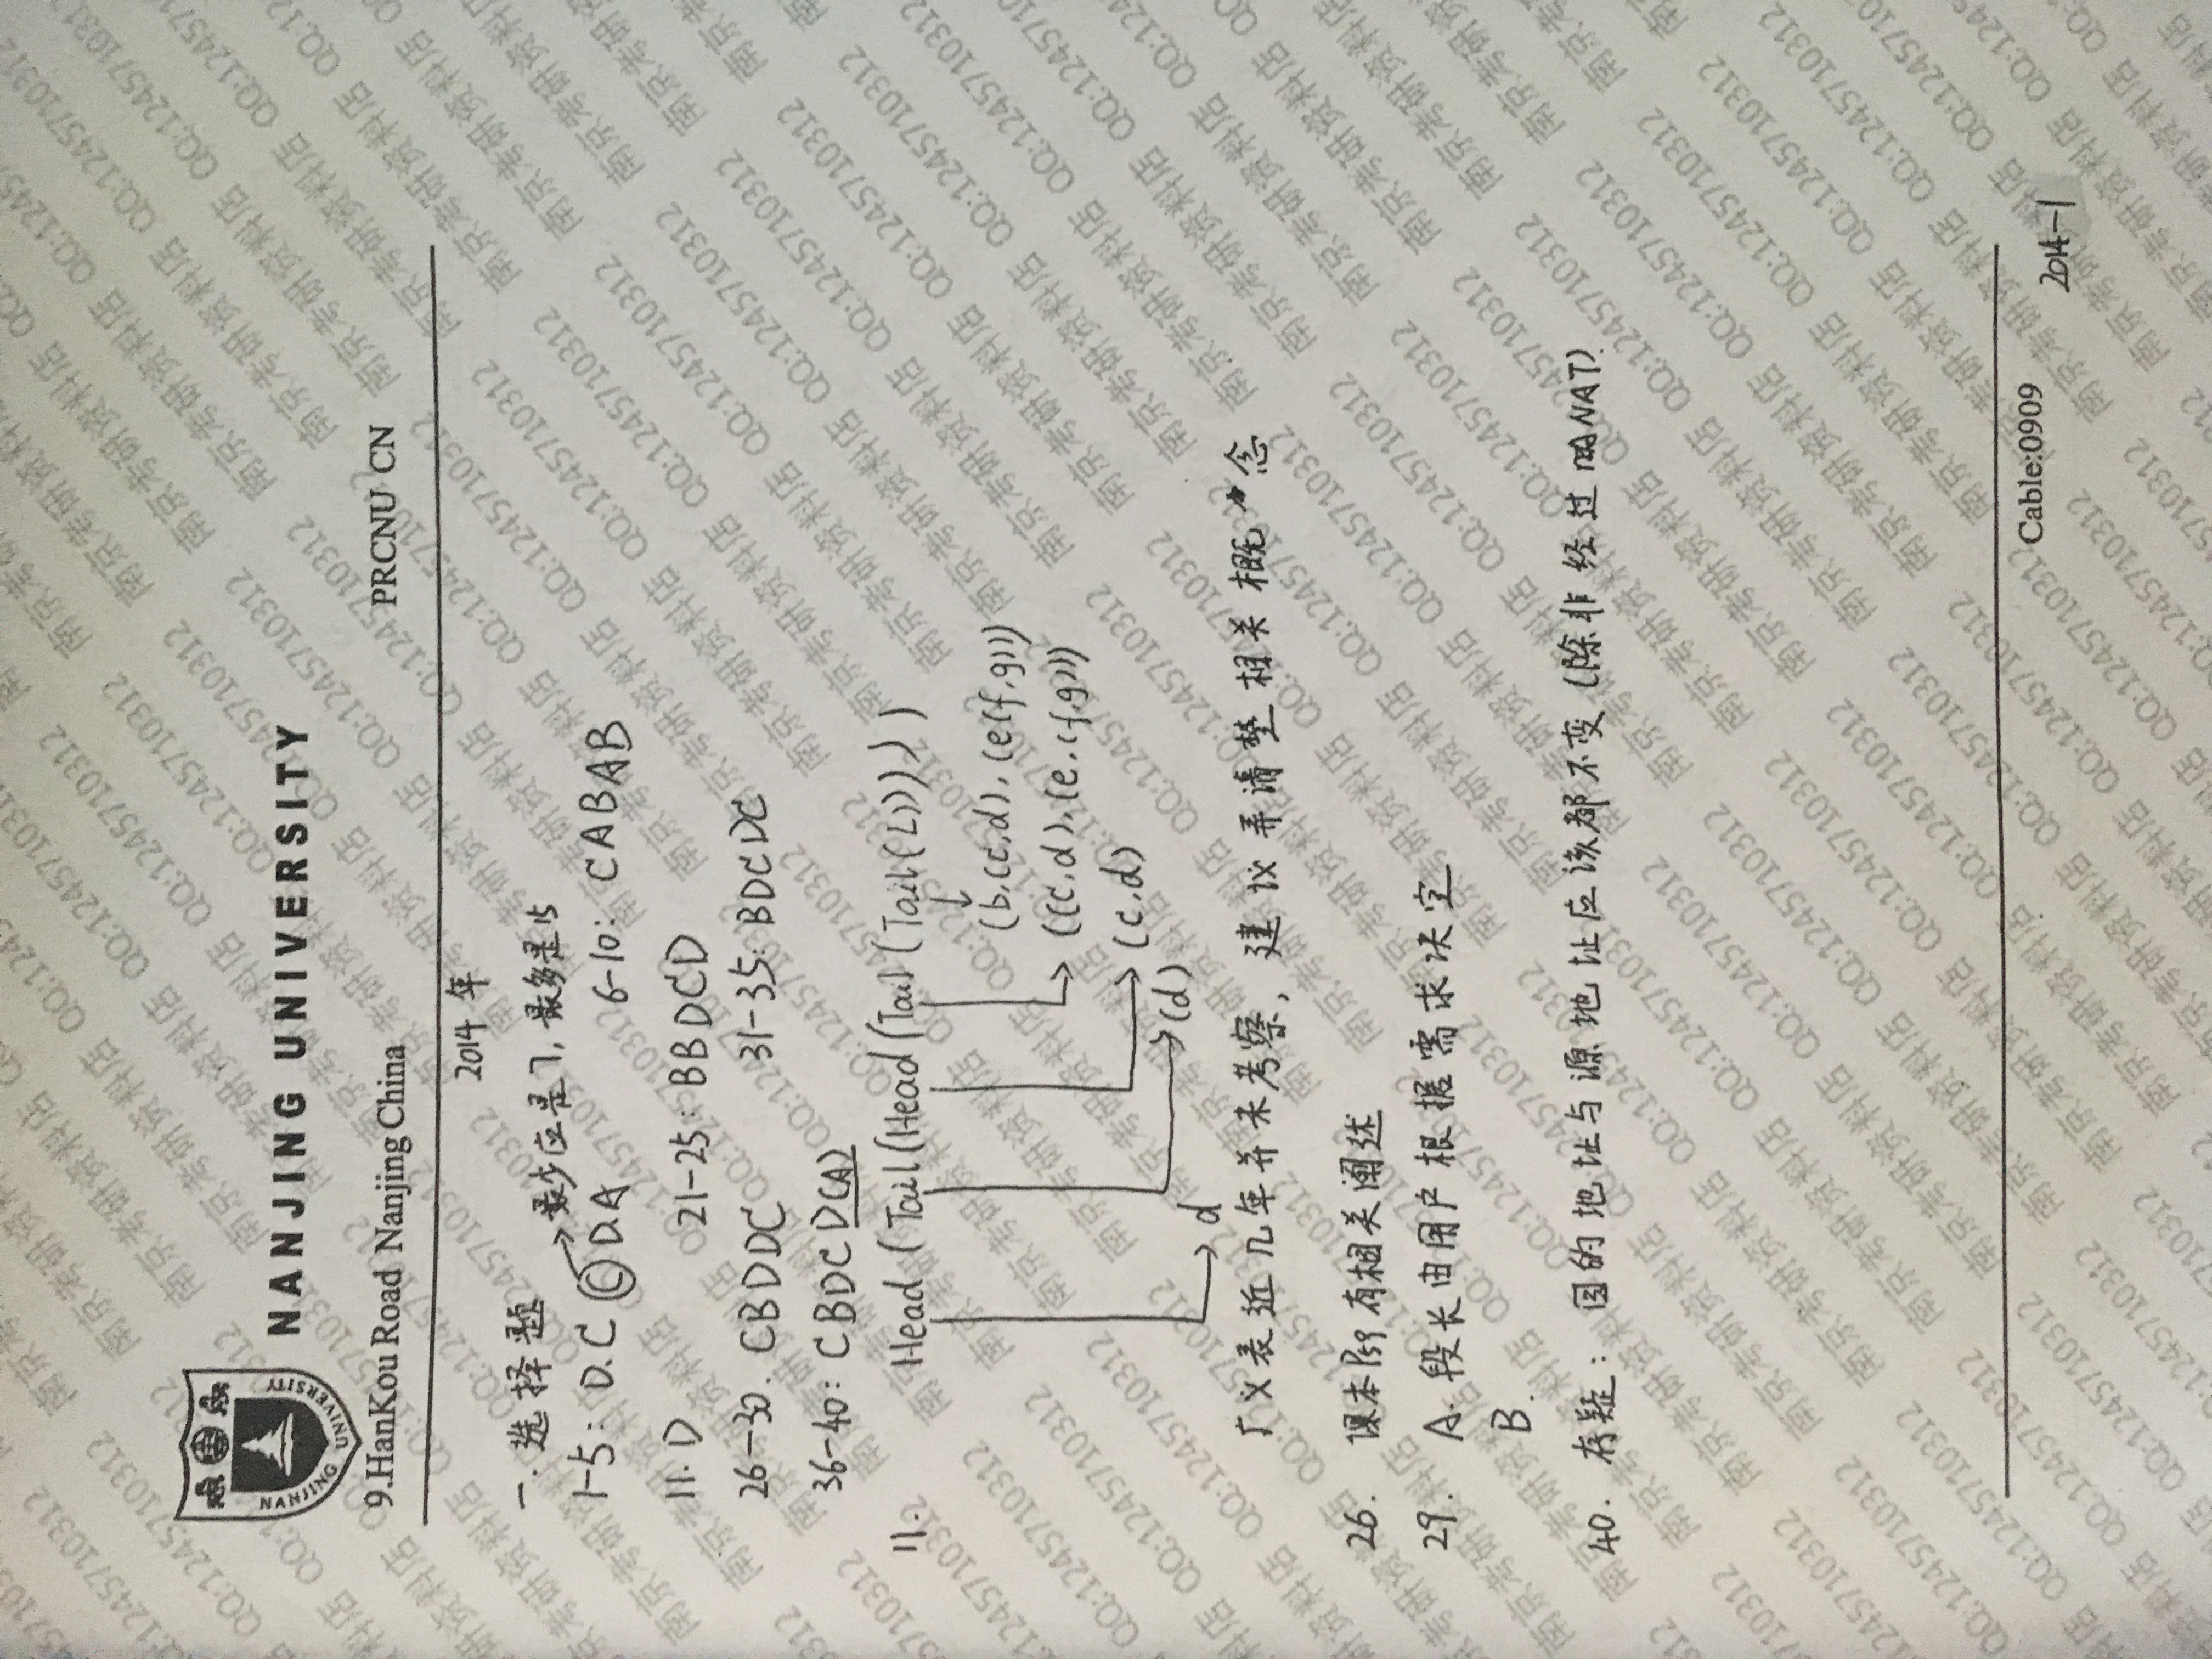 NANJING UNIVERSITY
NANJING UNIVERSITY
9.HanKou Road Nanjing China PRCNU CN
2014 年
一. 选择题
→最少应是7, 最多是15
1-5: D.C C D.A 6-10: CABAB
11. D 21-25: BBDCD
26-30. CBDDC 31-35: BDCDC
36-40: CBDC D(A)
11. Head (Tail(Head(Tail(Tail(L)))))
(b,(c,d),(e(f,g)))
((c,d),(e,(f,g)))
(c,d)
(d)
d
广义表近几年并未考察, 建议弄清楚相关概念
26. 课本P59有相关阐述
29. A. 段长由用户根据需求决定
B.
40. 存疑: 目的地址与源地址应该都不变(除非经过NAT).
Cable:0909
2014-1
南京考研资料店 QQ:1245710312